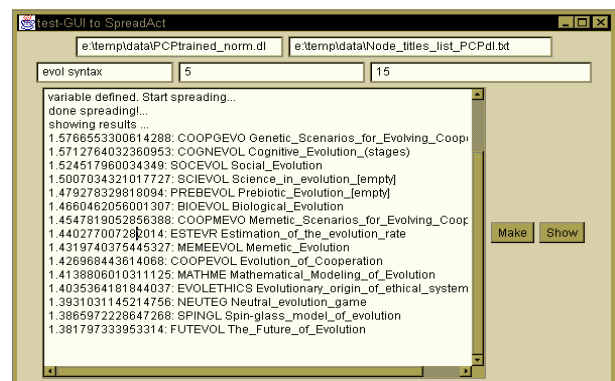 test-GUI to SpreadAct
e:\temp\data\PCPtrained_norm.dl e:\temp\data\Node_titles_list_PCPdl.txt
evol syntax 5 15
variable defined. Start spreading...
done spreading!...
showing results ...
1.5766553300614288: COOPGEVO Genetic_Scenarios_for_Evolving_Coop
1.5712764032360953: COGNEVOL Cognitive_Evolution_(stages)
1.524517960034349: SOCEVOL Social_Evolution
1.5007034321017727: SCIEVOL Science_in_evolution_[empty]
1.479278329818094: PREBEVOL Prebiotic_Evolution_[empty]
1.4660462056001307: BIOEVOL Biological_Evolution
1.4547819052856388: COOPMEVO Memetic_Scenarios_for_Evolving_Coop
1.440277007282014: ESTEVR Estimation_of_the_evolution_rate
1.4319740375445327: MEMEEVOL Memetic_Evolution
1.426968443614068: COOPEVOL Evolution_of_Cooperation
1.4138806010311125: MATHME Mathematical_Modeling_of_Evolution
1.4035364181844037: EVOLETHICS Evolutionary_origin_of_ethical_system
1.3931031145214756: NEUTEG Neutral_evolution_game
1.3865972228647268: SPINGL Spin-glass_model_of_evolution
1.381797333953314: FUTEVOL The_Future_of_Evolution
Make Show